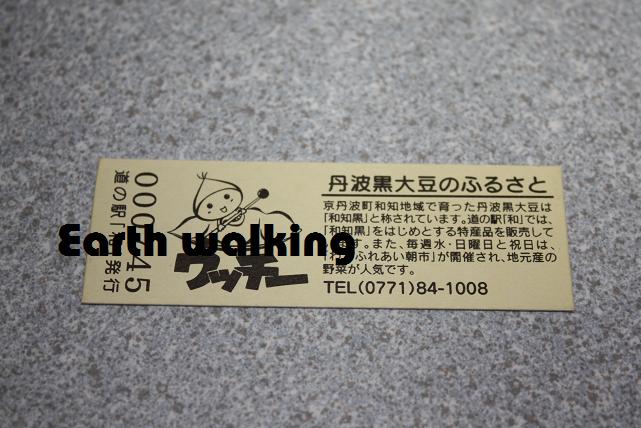 丹波黒大豆のふるさと
京丹波町和知地域で育った丹波黒大豆は
「和知黒」と称されています。道の駅「和」では、
「和知黒」をはじめとする特産品を販売して
す。また、毎週水・日曜日と祝日は、
ふれあい朝市」が開催され、地元産の
野菜が人気です。
TEL(0771)84-1008
ワッチー
道の駅「
発行
000
45
Earth walking